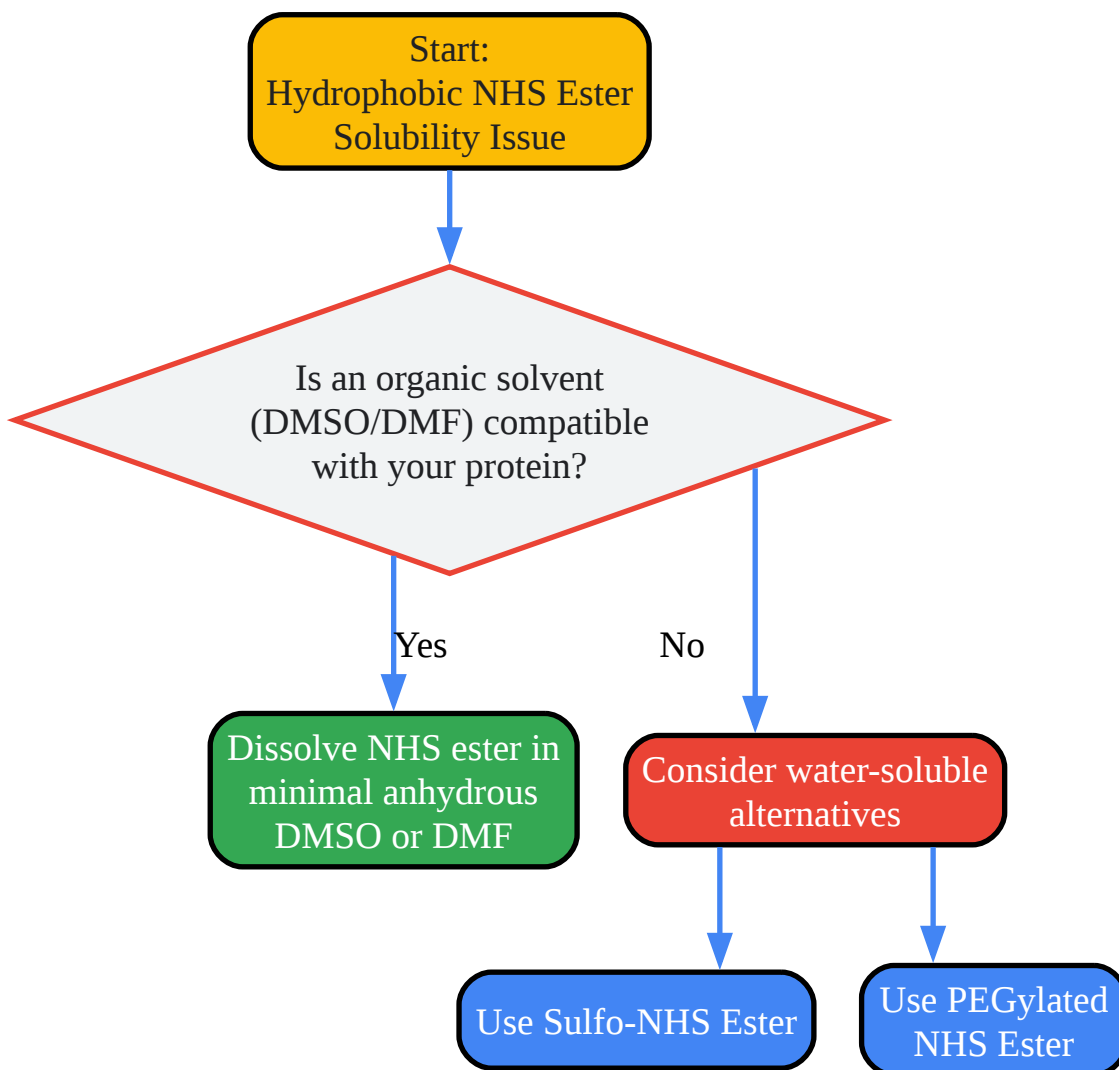 Start:
Hydrophobic NHS Ester
Solubility Issue
Is an organic solvent
(DMSO/DMF) compatible
with your protein?
Yes
No
Dissolve NHS ester in
minimal anhydrous
DMSO or DMF
Consider water-soluble
alternatives
Use Sulfo-NHS Ester
Use PEGylated
NHS Ester